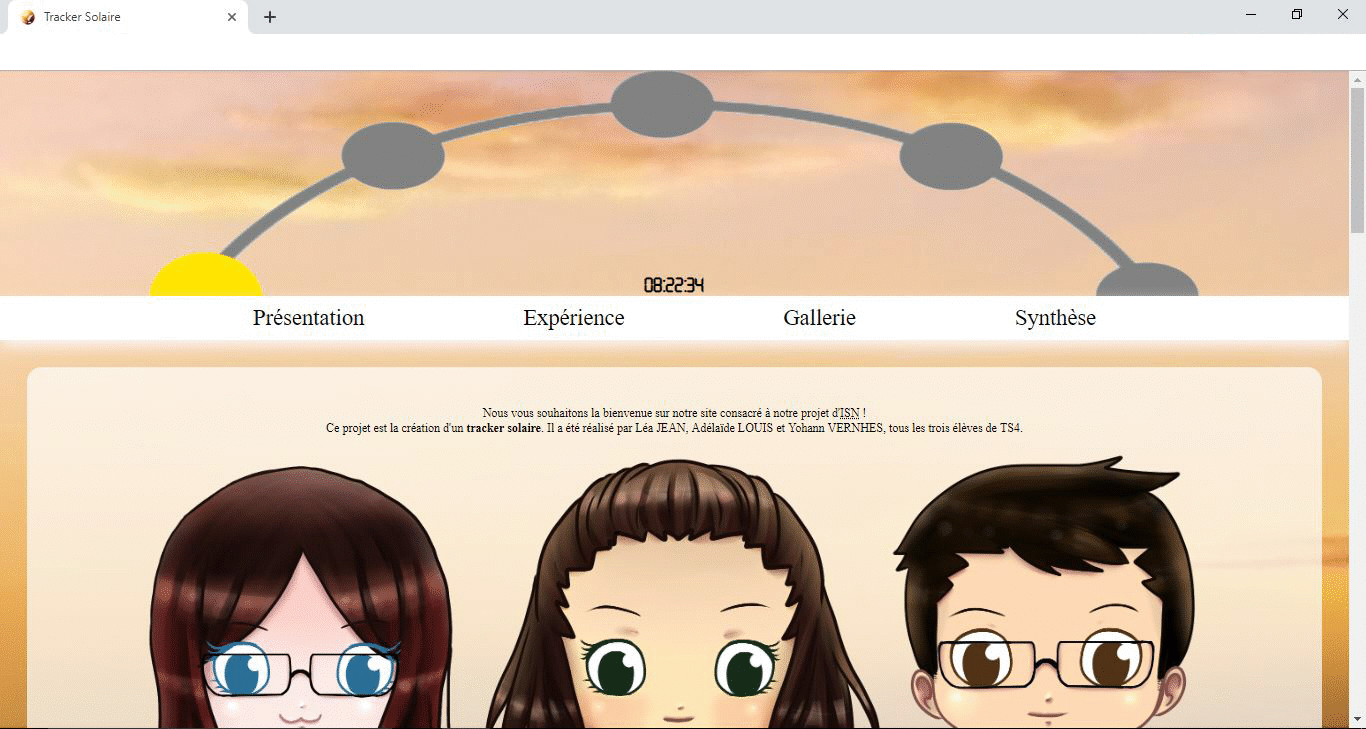 Tracker Solaire
08:22:34
Présentation Expérience Gallerie Synthèse
Nous vous souhaitons la bienvenue sur notre site consacré à notre projet d'ISN !
Ce projet est la création d'un tracker solaire. Il a été réalisé par Léa JEAN, Adélaïde LOUIS et Yohann VERNHES, tous les trois élèves de TS4.